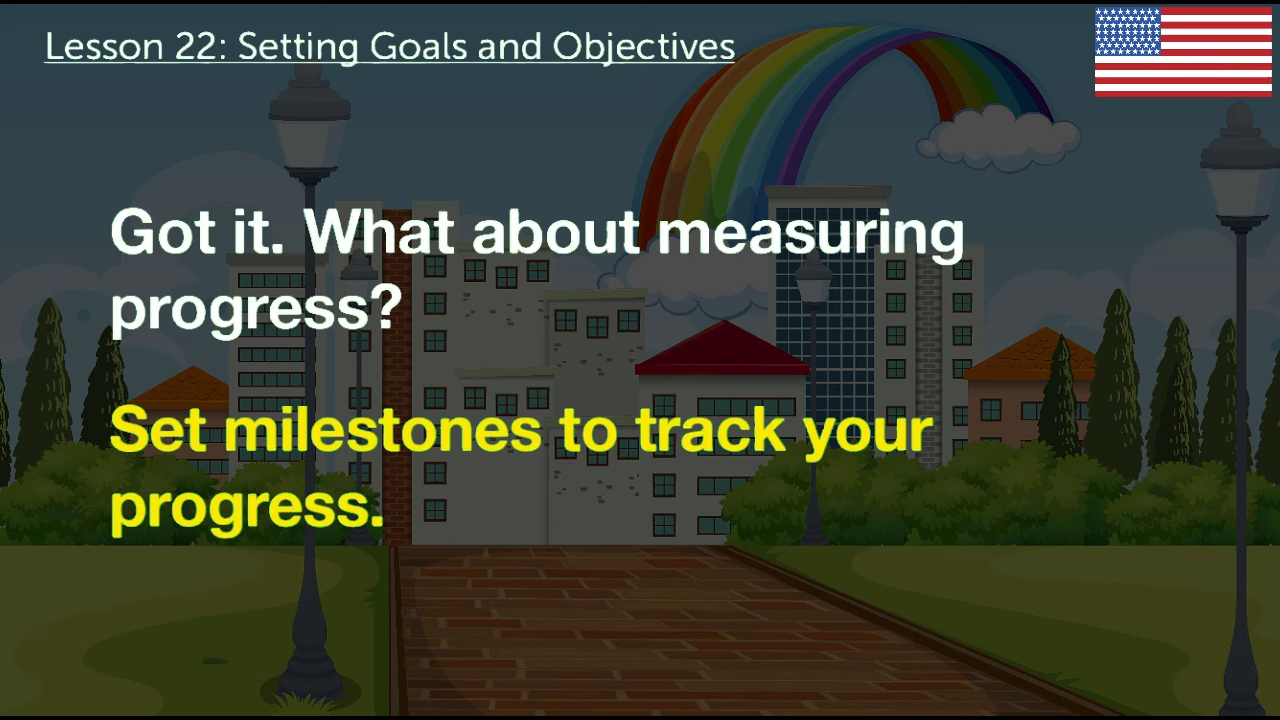 Lesson 22: Setting Goals and Objectives
Got it. What about measuring
progress?
Set milestones to track your
progress.